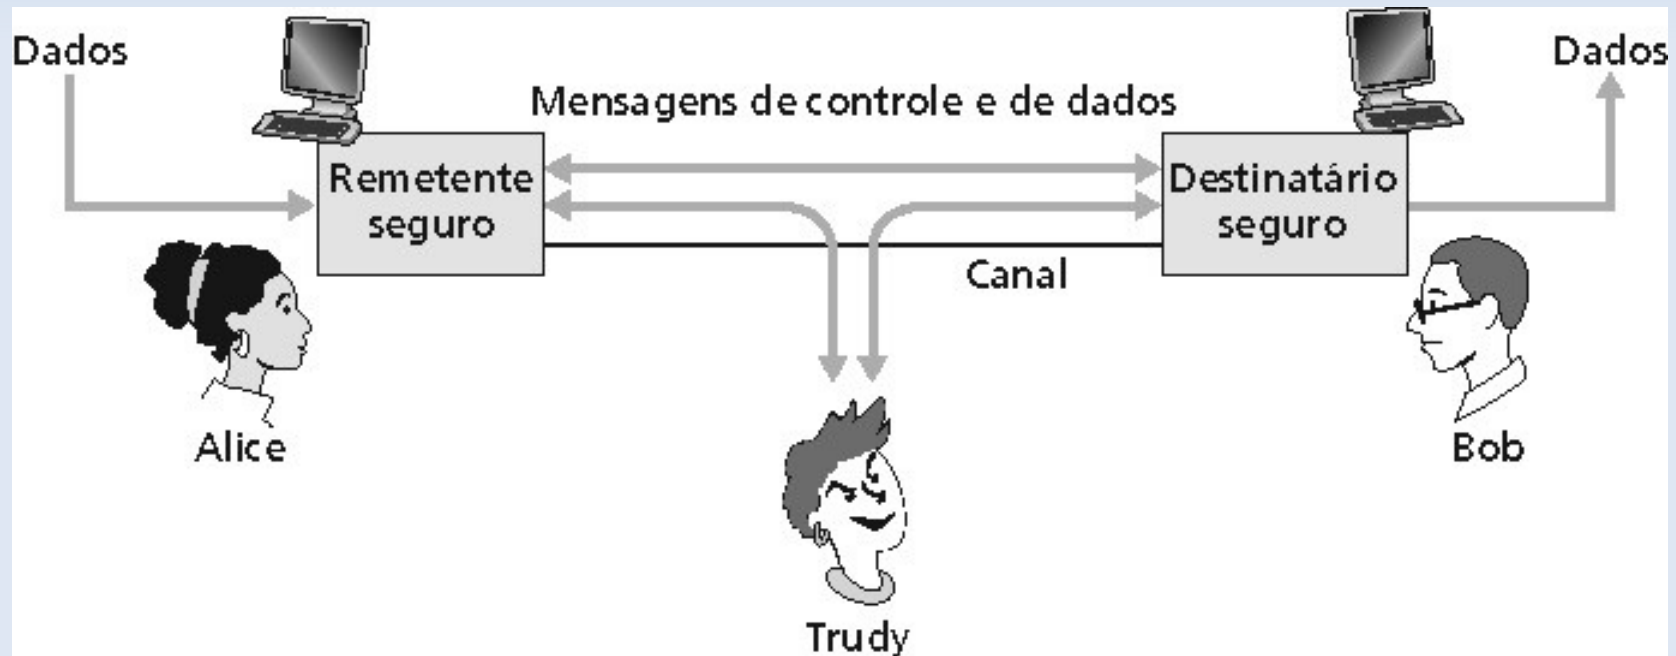 Dados
Dados
Mensagens de controle e de dados
Remetente
seguro
Destinatário
seguro
Canal
Alice
Bob
Trudy